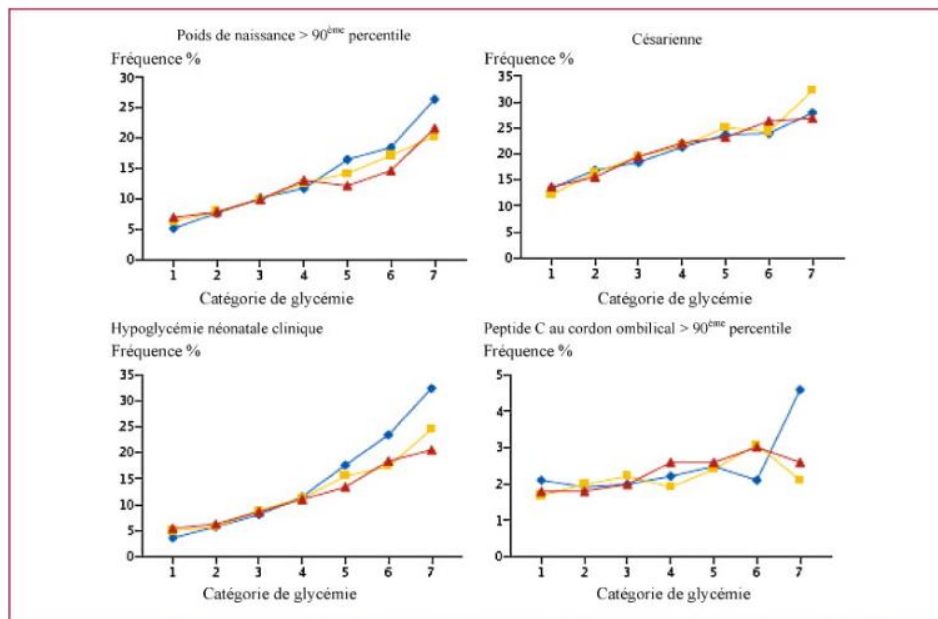 Poids de naissance > 90ème percentile
Fréquence %
30
25
20
15
10
5
0
1 2 3 4 5 6 7
Catégorie de glycémie
Césarienne
Fréquence %
35
30
25
20
15
10
5
0
1 2 3 4 5 6 7
Catégorie de glycémie
Hypoglycémie néonatale clinique
Fréquence %
35
30
25
20
15
10
5
0
1 2 3 4 5 6 7
Catégorie de glycémie
Peptide C au cordon ombilical > 90ème percentile
Fréquence %
5
4
3
2
1
0
1 2 3 4 5 6 7
Catégorie de glycémie